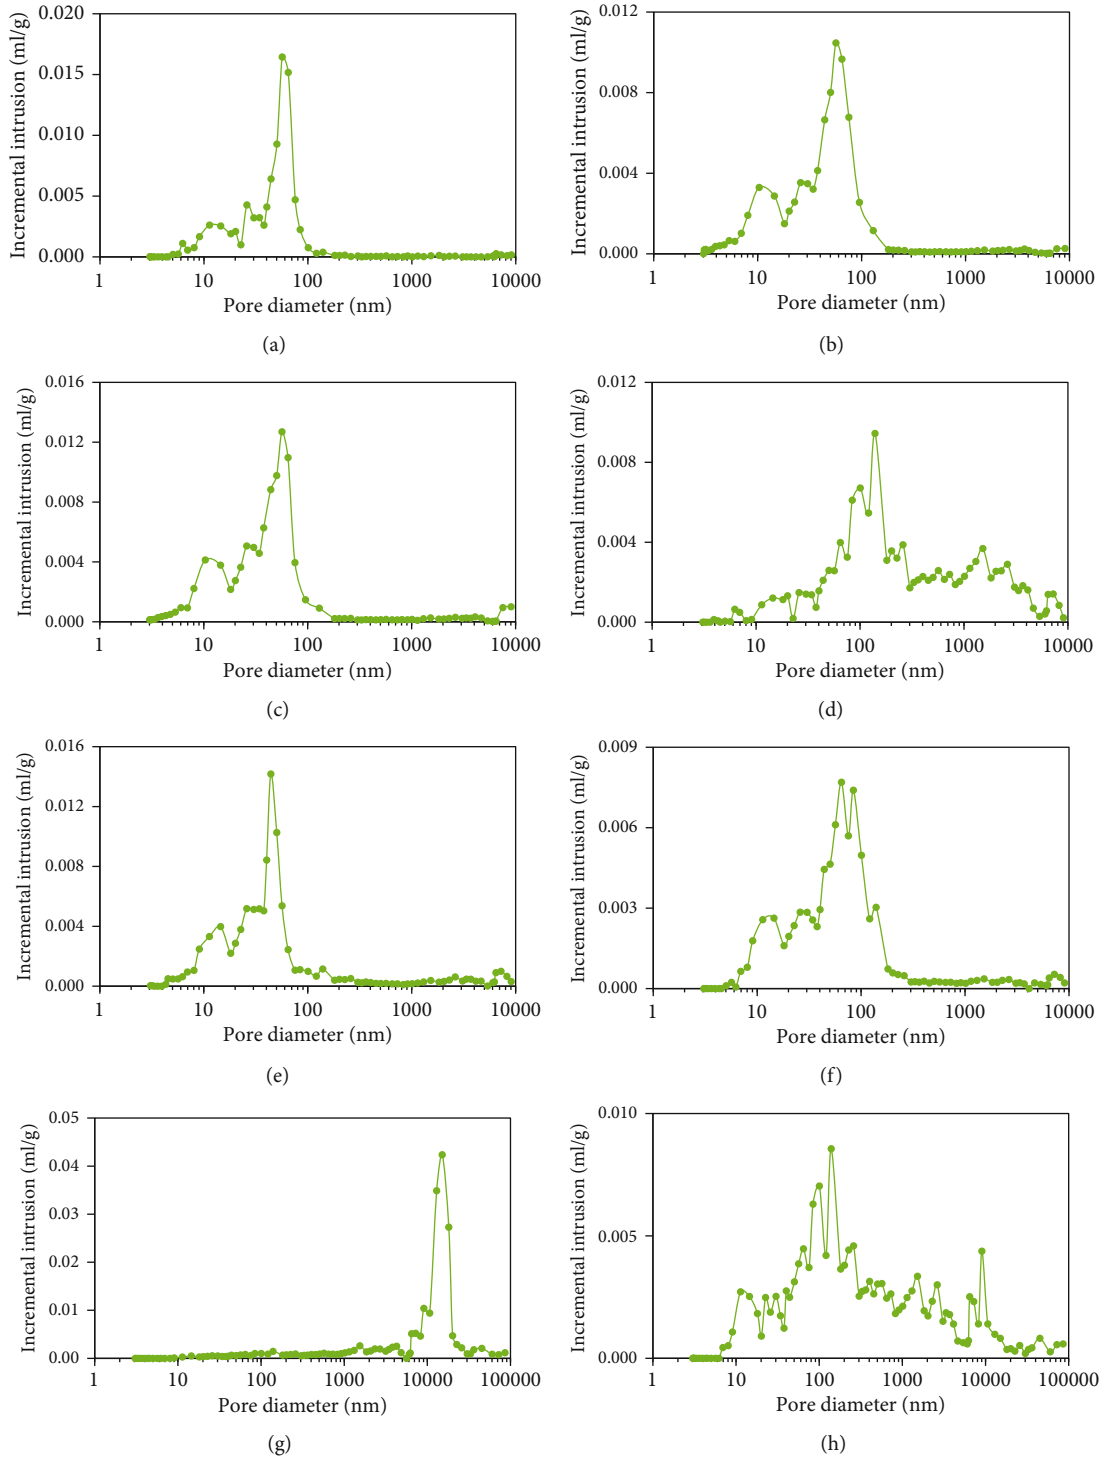 Incremental intrusion (ml/g)
0.020
0.015
0.010
0.005
0.000
1 10 100 1000 10000
Pore diameter (nm)
(a)
Incremental intrusion (ml/g)
0.012
0.008
0.004
0.000
1 10 100 1000 10000
Pore diameter (nm)
(b)
Incremental intrusion (ml/g)
0.016
0.012
0.008
0.004
0.000
1 10 100 1000 10000
Pore diameter (nm)
(c)
Incremental intrusion (ml/g)
0.012
0.008
0.004
0.000
1 10 100 1000 10000
Pore diameter (nm)
(d)
Incremental intrusion (ml/g)
0.016
0.012
0.008
0.004
0.000
1 10 100 1000 10000
Pore diameter (nm)
(e)
Incremental intrusion (ml/g)
0.009
0.006
0.003
0.000
1 10 100 1000 10000
Pore diameter (nm)
(f)
Incremental intrusion (ml/g)
0.05
0.04
0.03
0.02
0.01
0.00
1 10 100 1000 10000 100000
Pore diameter (nm)
(g)
Incremental intrusion (ml/g)
0.010
0.005
0.000
1 10 100 1000 10000 100000
Pore diameter (nm)
(h)